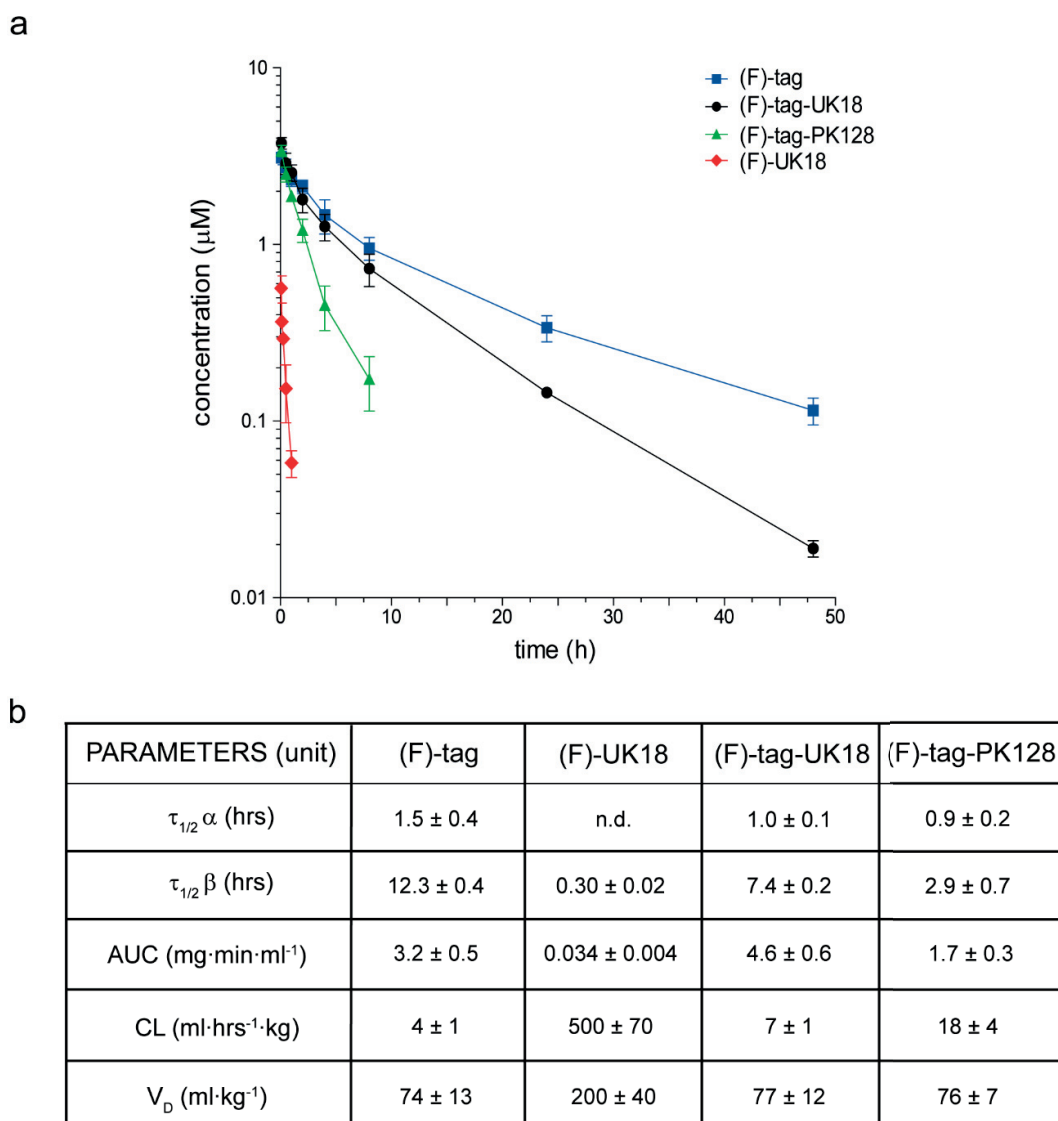 a
10
1
0.1
0.01
concentration (μM)
0
10
20
30
40
50
time (h)
(F)-tag
(F)-tag-UK18
(F)-tag-PK128
(F)-UK18
b
PARAMETERS (unit) (F)-tag (F)-UK18 (F)-tag-UK18 (F)-tag-PK128
τ1/2 α (hrs) 1.5 ± 0.4 n.d. 1.0 ± 0.1 0.9 ± 0.2
τ1/2 β (hrs) 12.3 ± 0.4 0.30 ± 0.02 7.4 ± 0.2 2.9 ± 0.7
AUC (mg·min·ml-1) 3.2 ± 0.5 0.034 ± 0.004 4.6 ± 0.6 1.7 ± 0.3
CL (ml·hrs-1·kg) 4 ± 1 500 ± 70 7 ± 1 18 ± 4
VD (ml·kg-1) 74 ± 13 200 ± 40 77 ± 12 76 ± 7